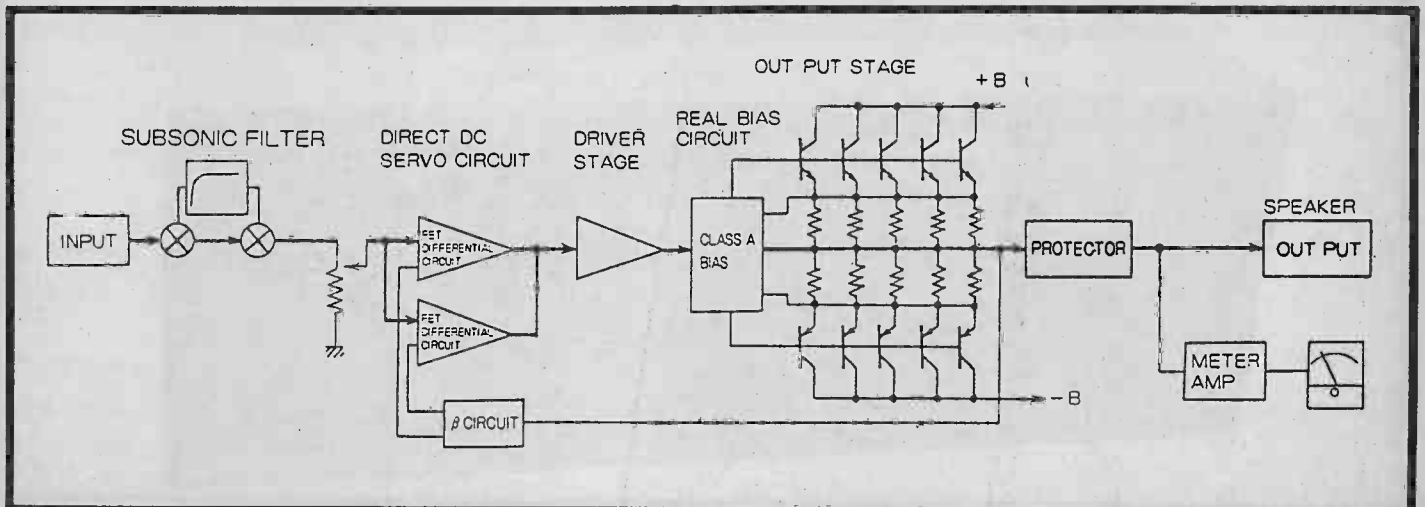 OUT PUT STAGE
+B
SUBSONIC FILTER
DIRECT DC
SERVO CIRCUIT
DRIVER
STAGE
REAL BIAS
CIRCUIT
INPUT
FET
DIFFERENTIAL
CIRCUIT
FET
DIFFERENTIAL
CIRCUIT
CLASS A
BIAS
PROTECTOR
SPEAKER
OUT PUT
METER
AMP
β CIRCUIT
-B